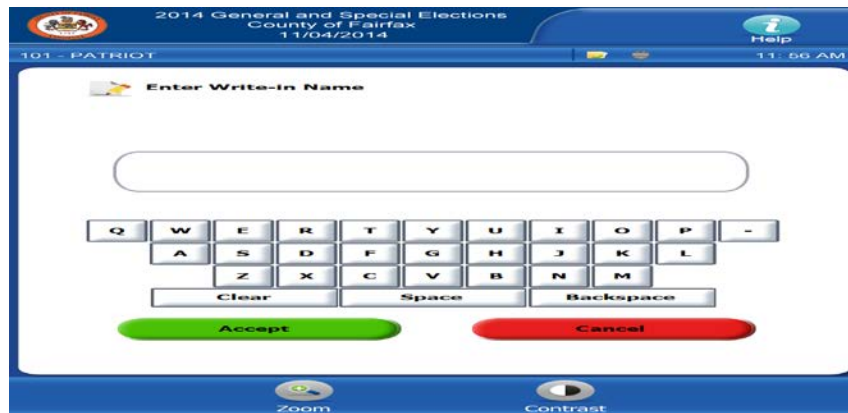 2014 General and Special Elections
County of Fairfax
11/04/2014
Help
101 - PATRIOT
11:56 AM
Enter Write-in Name
Q W E R T Y U I O P -
A S D F G H J K L
Z X C V B N M
Clear Space Backspace
Accept Cancel
Zoom Contrast